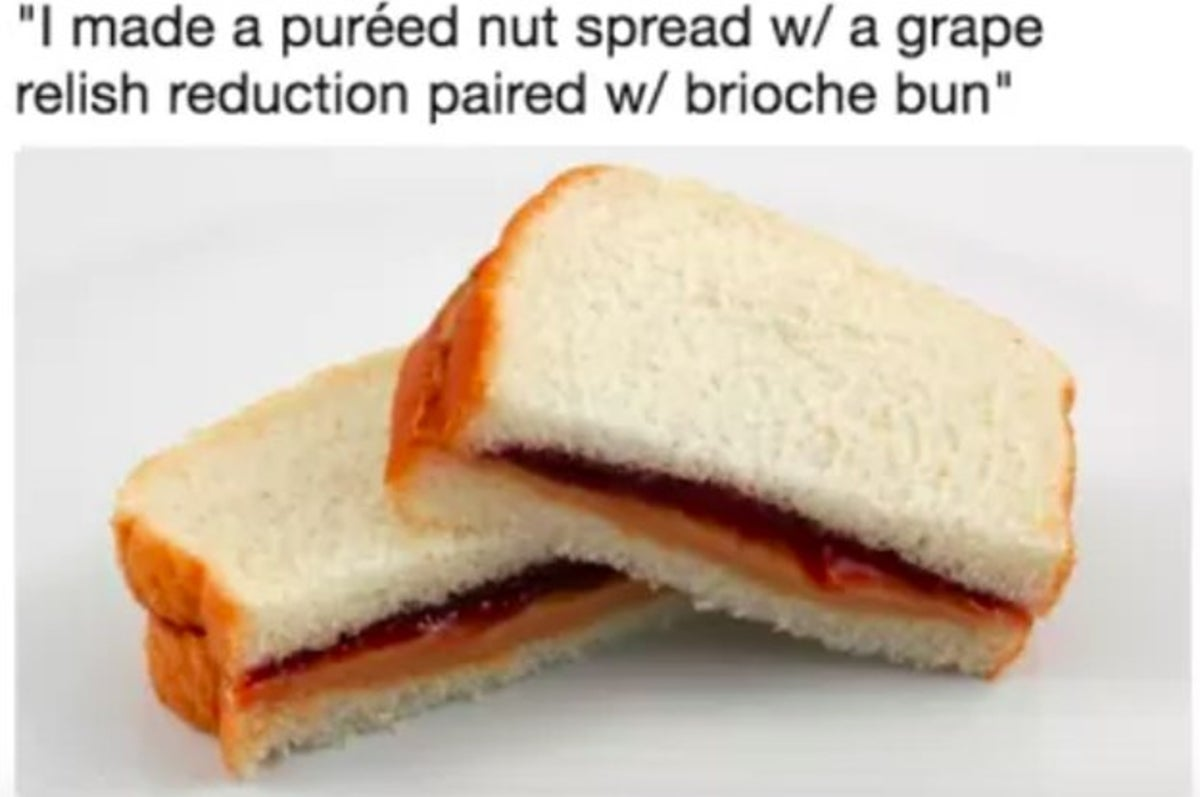 "I made a puréed nut spread w/ a grape
relish reduction paired w/ brioche bun"